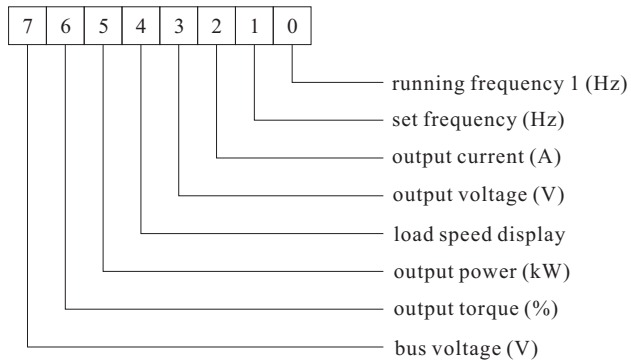 7 6 5 4 3 2 1 0
running frequency 1 (Hz)
set frequency (Hz)
output current (A)
output voltage (V)
load speed display
output power (kW)
output torque (%)
bus voltage (V)